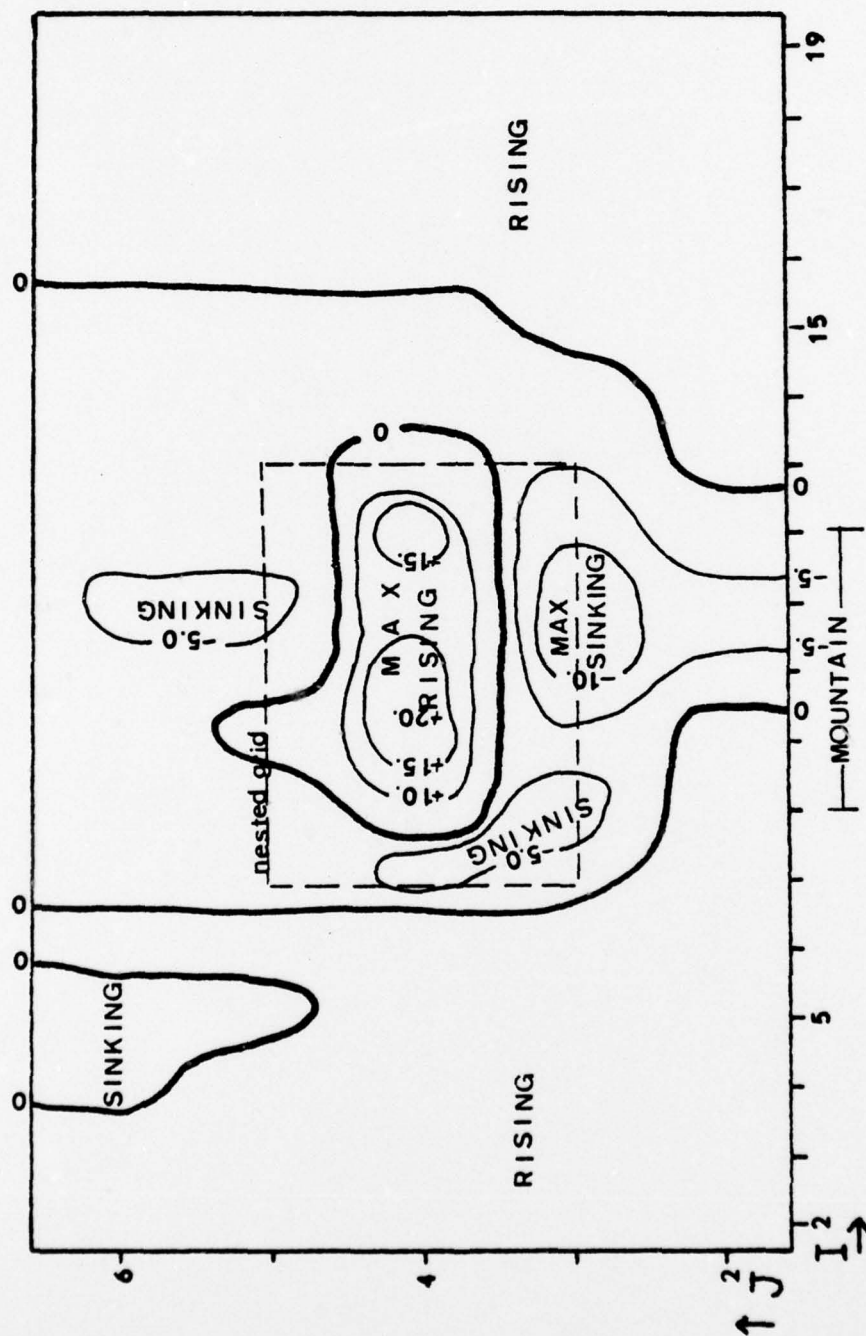 0
0
0
0
6
SINKING
-5.0
SINKING
nested grid
0
MAX
RISING
+10.
+15.
+20.
+15.
4
-5.0
SINKING
RISING
RISING
MAX
SINKING
-10.
2
J
0
-5.
-5.
0
I
2
5
15
19
MOUNTAIN